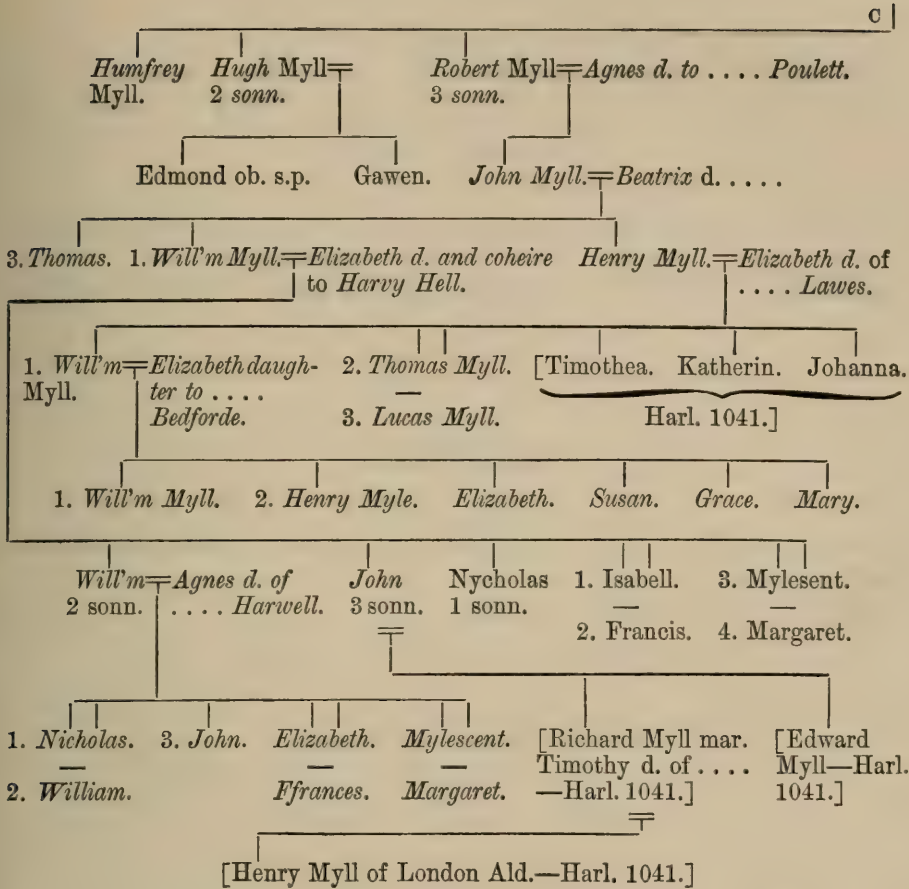 C
Humfrey Hugh Myll Robert Myll Agnes d. to . . . . Poulett.
Myll. 2 sonn. 3 sonn.
Edmond ob. s.p. Gawen. John Myll. Beatrix d. . . . .
3. Thomas. 1. Will'm Myll. Elizabeth d. and coheire Henry Myll. Elizabeth d. of
to Harvy Hell. . . . . Lawes.
1. Will'm Elizabeth daugh- 2. Thomas Myll. [Timothea. Katherin. Johanna.
Myll. ter to . . . . —
Bedforde. 3. Lucas Myll. Harl. 1041.]
1. Will'm Myll. 2. Henry Myle. Elizabeth. Susan. Grace. Mary.
Will'm Agnes d. of John Nycholas 1. Isabell. 3. Mylesent.
2 sonn. . . . . Harwell. 3 sonn. 1 sonn. — —
2. Francis. 4. Margaret.
1. Nicholas. 3. John. Elizabeth. Mylescent. [Richard Myll mar. [Edward
— — — Timothy d. of . . . . Myll—Harl.
2. William. Ffrances. Margaret. —Harl. 1041.] 1041.]
[Henry Myll of London Ald.—Harl. 1041.]